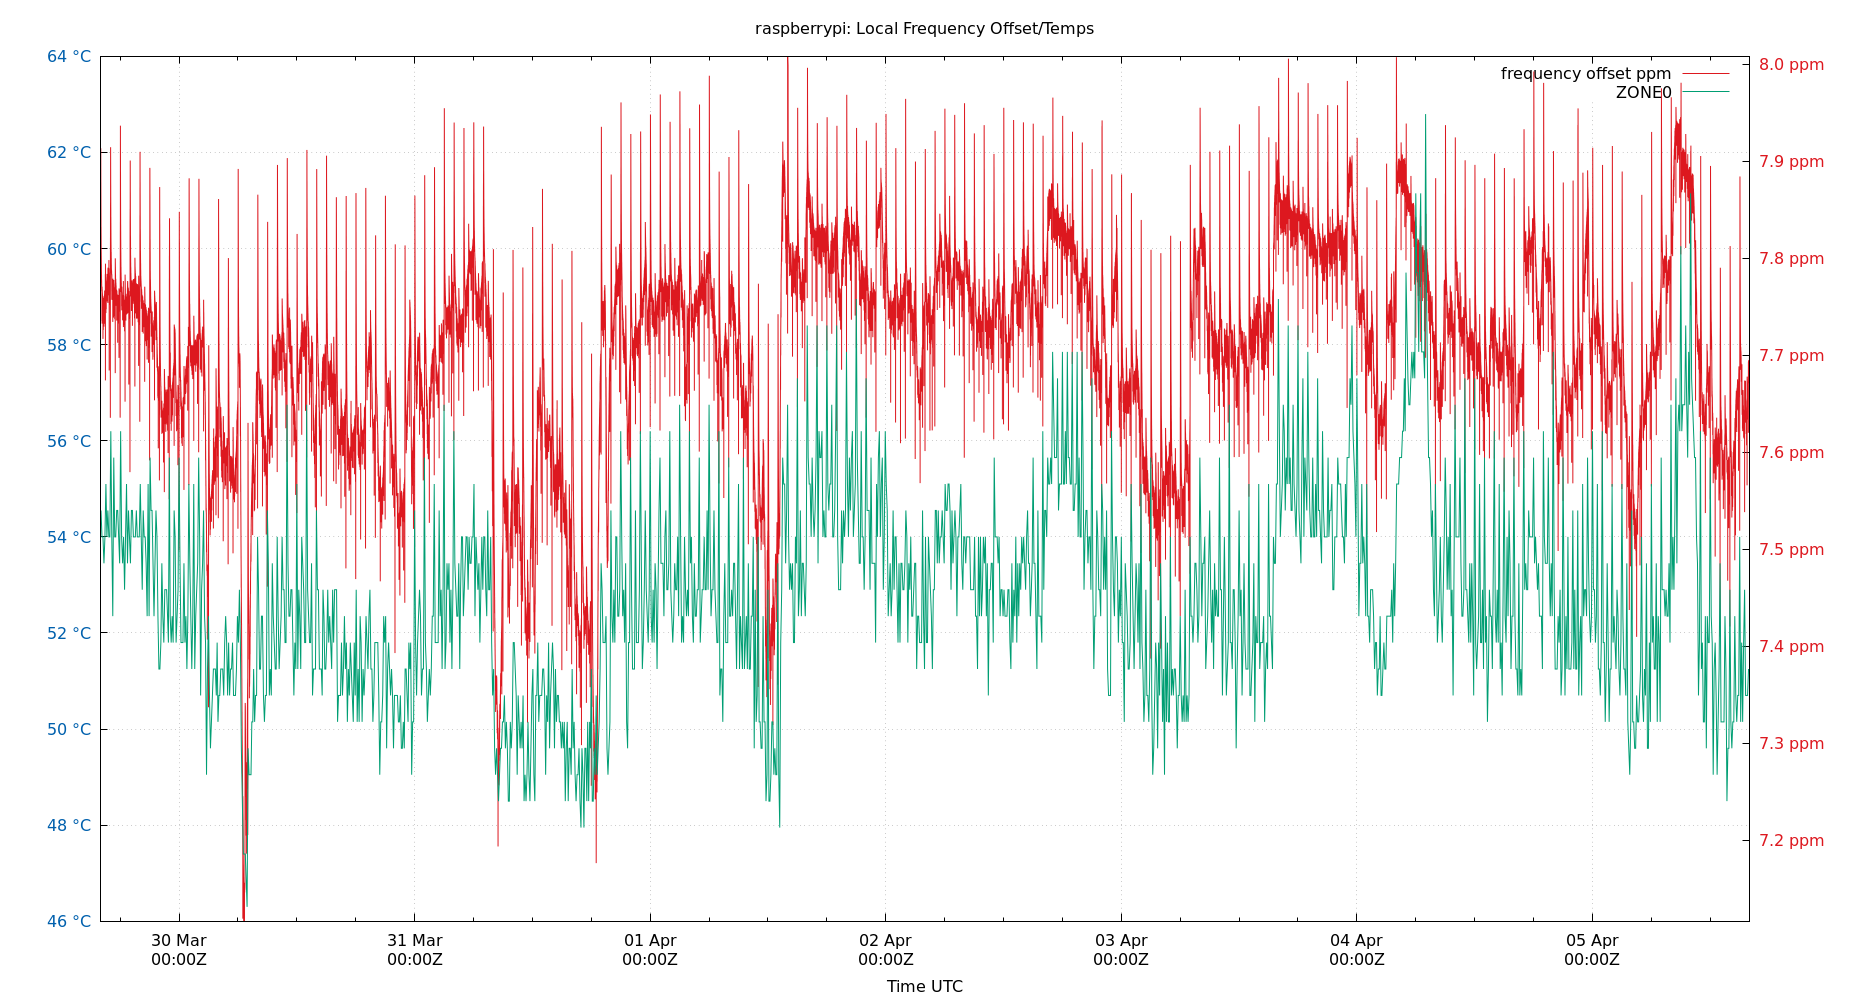 raspberrypi: Local Frequency Offset/Temps
64 °C
62 °C
60 °C
58 °C
56 °C
54 °C
52 °C
50 °C
48 °C
46 °C
frequency offset ppm
ZONE0
8.0 ppm
7.9 ppm
7.8 ppm
7.7 ppm
7.6 ppm
7.5 ppm
7.4 ppm
7.3 ppm
7.2 ppm
30 Mar 31 Mar 01 Apr 02 Apr 03 Apr 04 Apr 05 Apr
00:00Z 00:00Z 00:00Z 00:00Z 00:00Z 00:00Z 00:00Z
Time UTC